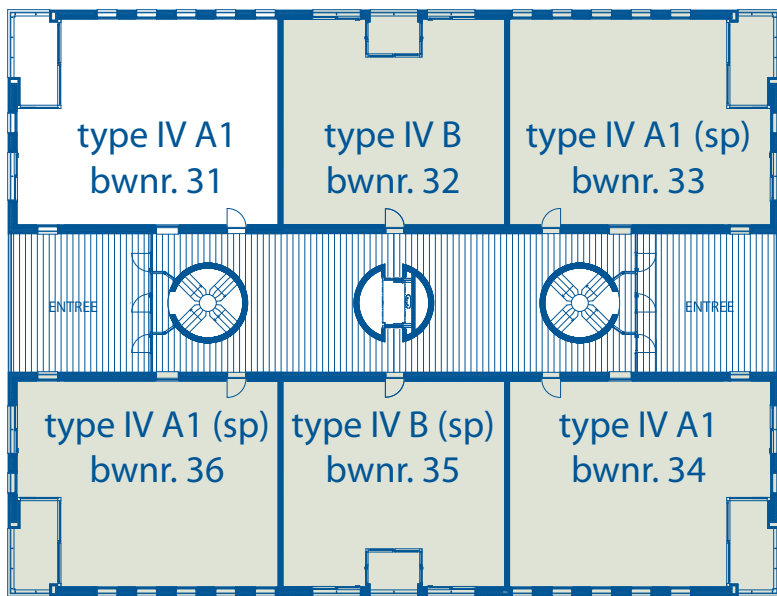 type IV A1
bwnr. 31
type IV B
bwnr. 32
type IV A1 (sp)
bwnr. 33
ENTREE
ENTREE
type IV A1 (sp)
bwnr. 36
type IV B (sp)
bwnr. 35
type IV A1
bwnr. 34